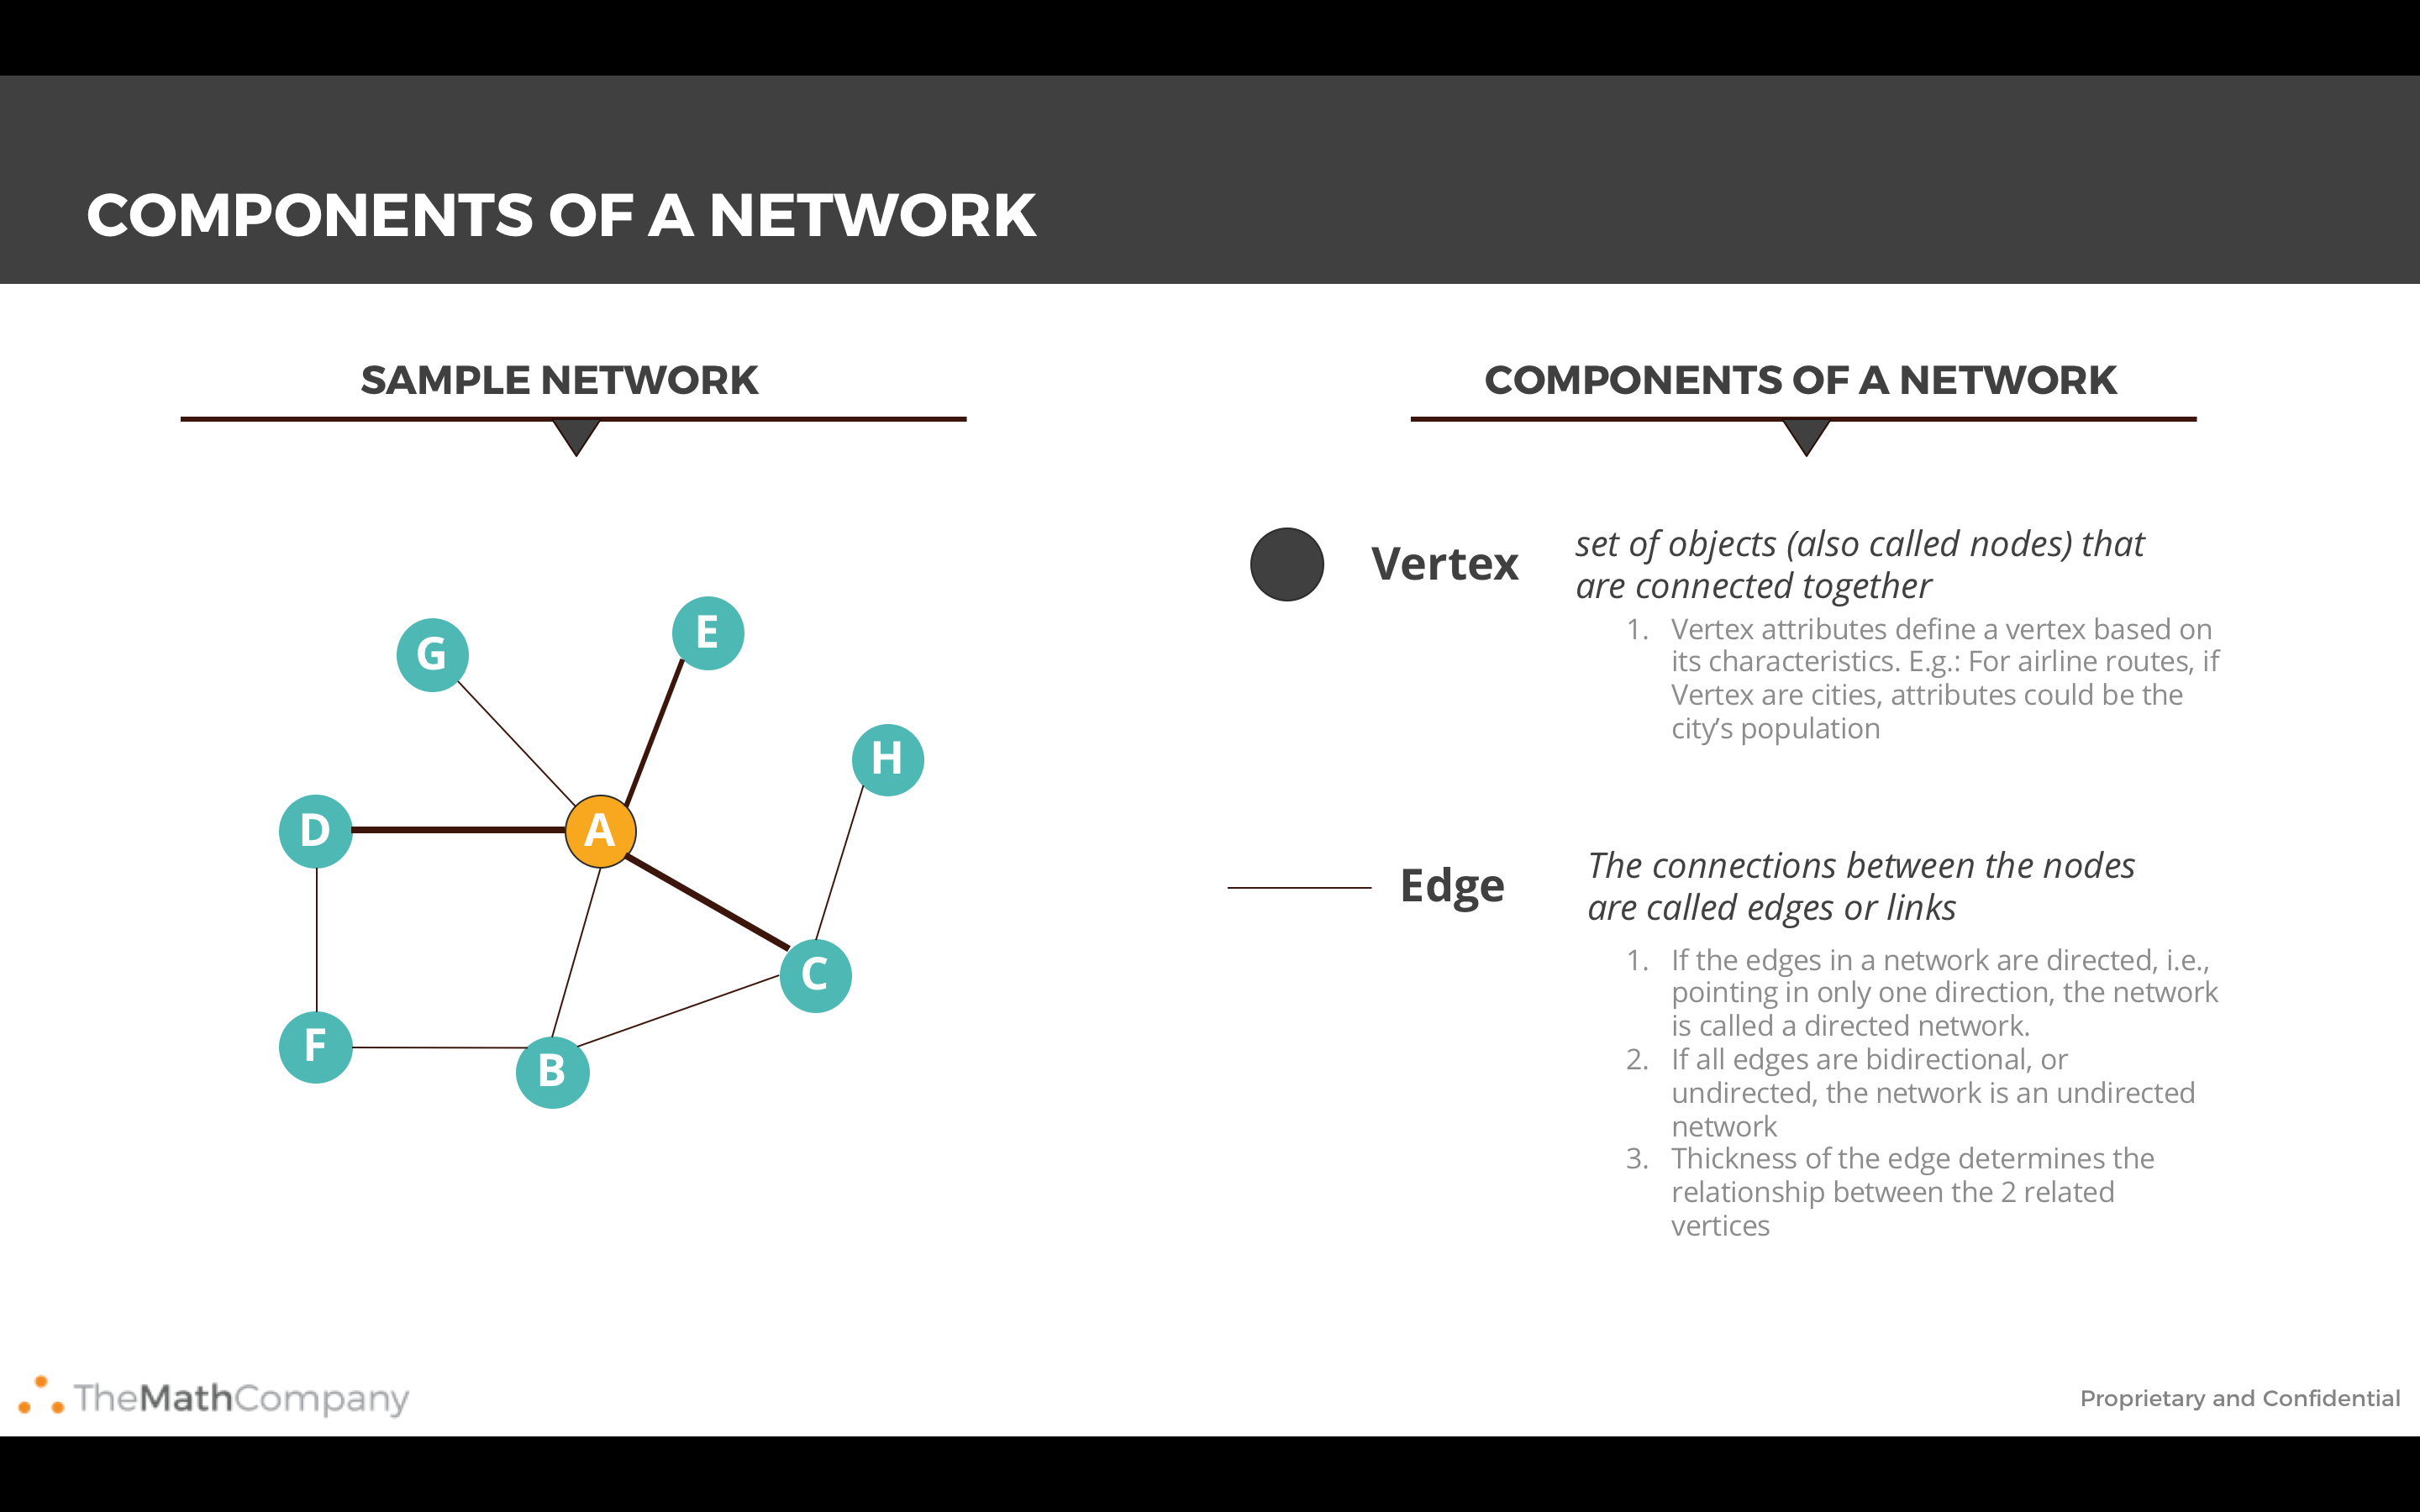 COMPONENTS OF A NETWORK
SAMPLE NETWORK
G
E
H
D
A
C
F
B
COMPONENTS OF A NETWORK
Vertex
set of objects (also called nodes) that
are connected together
1. Vertex attributes define a vertex based on
its characteristics. E.g.: For airline routes, if
Vertex are cities, attributes could be the
city’s population
Edge
The connections between the nodes
are called edges or links
1. If the edges in a network are directed, i.e.,
pointing in only one direction, the network
is called a directed network.
2. If all edges are bidirectional, or
undirected, the network is an undirected
network
3. Thickness of the edge determines the
relationship between the 2 related
vertices
TheMathCompany
Proprietary and Confidential